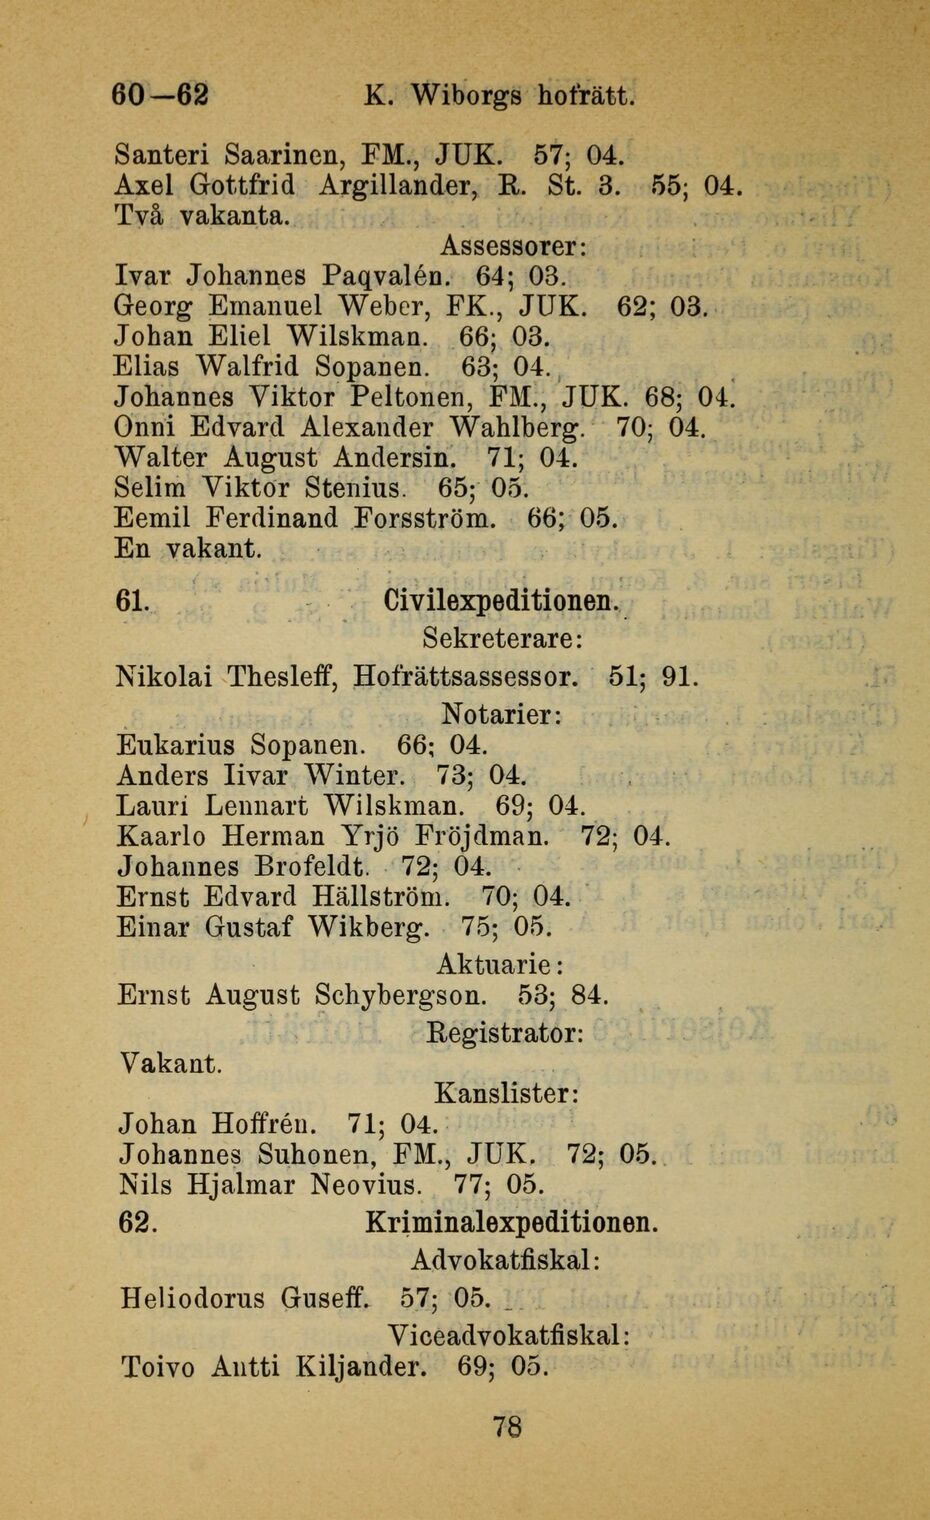 60—62 K. Wiborgs hofrätt.
Santeri Saarinen, FM., JUK. 57; 04.
Axel Gottfrid Argillander, R. St. 3. 55; 04.
Två vakanta.
Assessorer:
Ivar Johannes Paqvalén. 64; 03.
Georg Emanuel Weber, FK., JUK. 62; 03.
Johan Eliel Wilskman. 66; 03.
Elias Walfrid Sopanen. 63; 04.
Johannes Viktor Peltonen, FM., JUK. 68; 04.
Onni Edvard Alexander Wahlberg. 70; 04.
Walter August Andersin. 71; 04.
Selim Viktor Stenius. 65; 05.
Eemil Ferdinand Forsström. 66; 05.
En vakant.
61. Civilexpeditionen.
Sekreterare:
Nikolai Thesleff, Hofrättsassessor. 51; 91.
Notarier:
Eukarius Sopanen. 66; 04.
Anders Iivar Winter. 73; 04.
Lauri Lennart Wilskman. 69; 04.
Kaarlo Herman Yrjö Fröjdman. 72; 04.
Johannes Brofeldt. 72; 04.
Ernst Edvard Hällström. 70; 04.
Einar Gustaf Wikberg. 75; 05.
Aktuarie:
Ernst August Schybergson. 53; 84.
Registrator:
Vakant.
Kanslister:
Johan Hoffrén. 71; 04.
Johannes Suhonen, FM., JUK. 72; 05.
Nils Hjalmar Neovius. 77; 05.
62. Kriminalexpeditionen.
Advokatfiskal:
Heliodorus Guseff. 57; 05.
Viceadvokatfiskal:
Toivo Antti Kiljander. 69; 05.
78